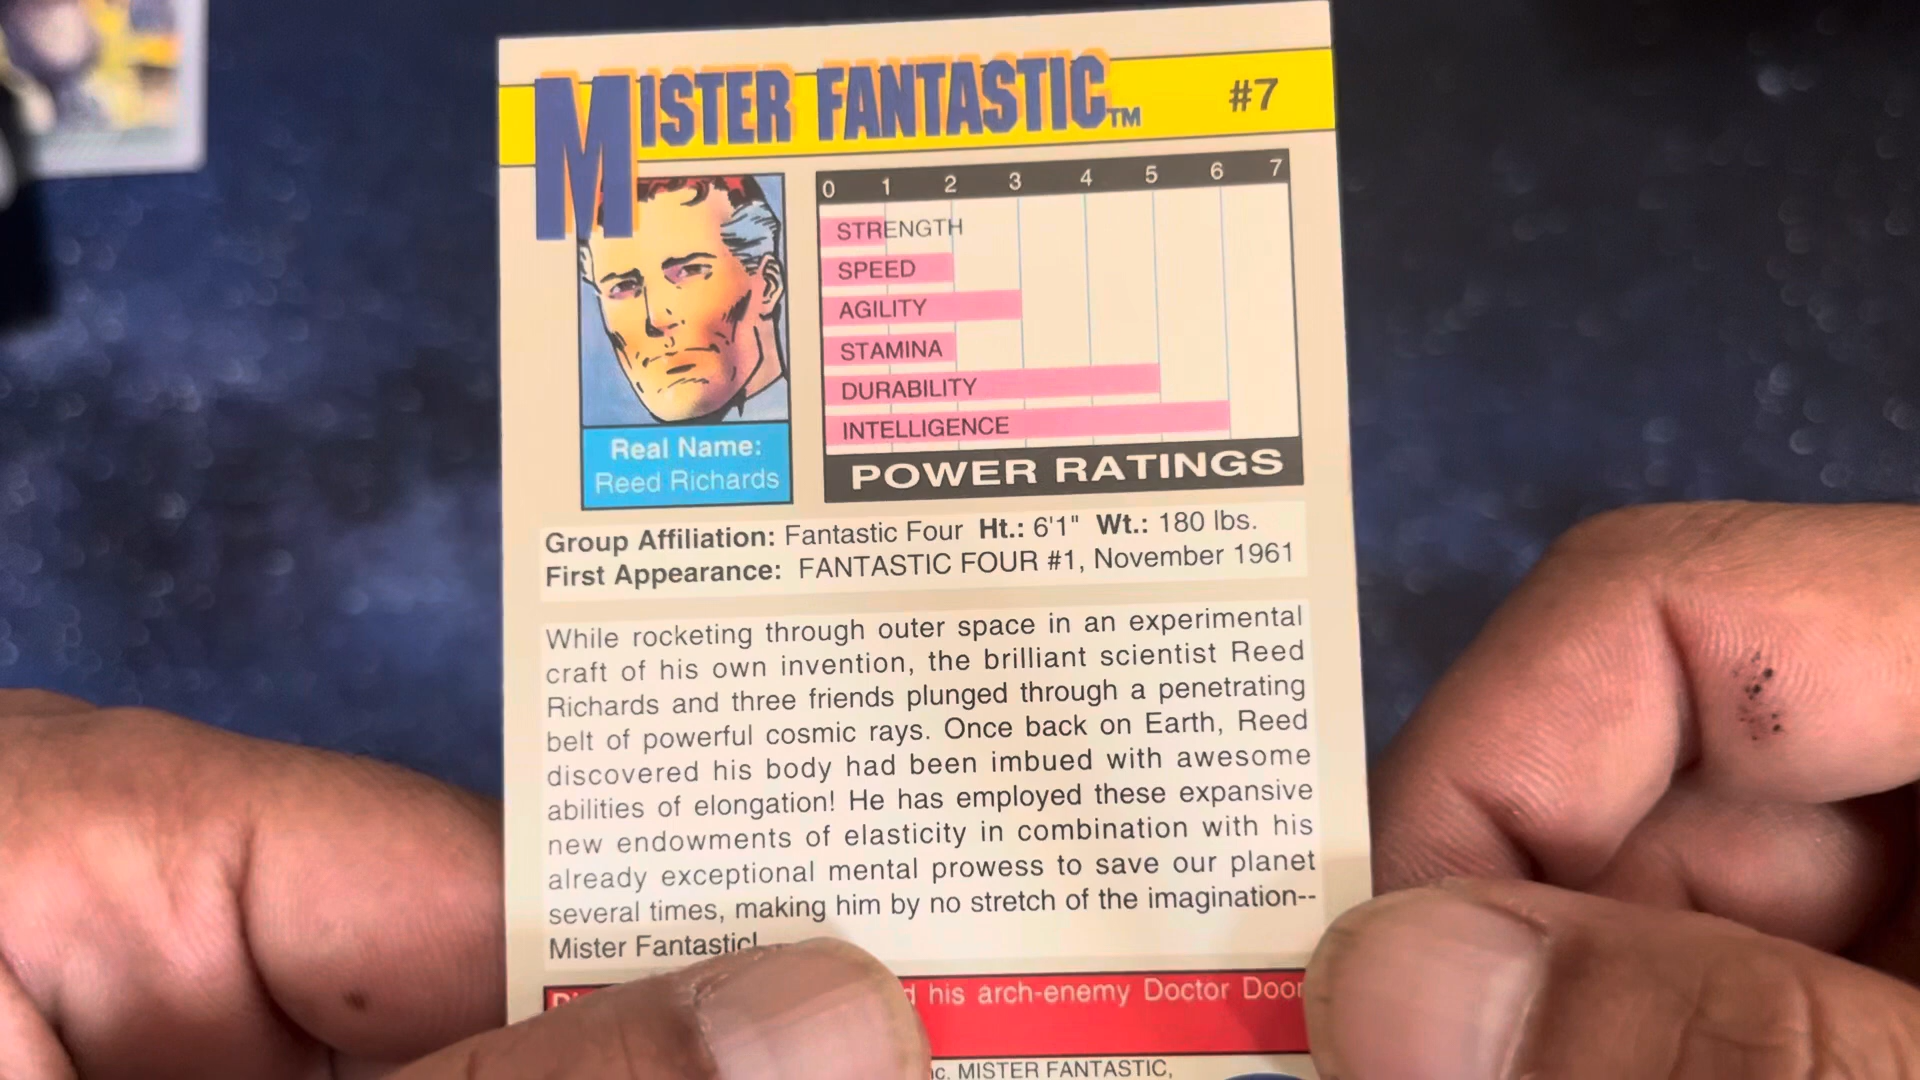 MISTER FANTASTIC™ #7
0 1 2 3 4 5 6 7
STRENGTH
SPEED
AGILITY
STAMINA
DURABILITY
INTELLIGENCE
POWER RATINGS
Real Name:
Reed Richards
Group Affiliation: Fantastic Four Ht.: 6'1" Wt.: 180 lbs.
First Appearance: FANTASTIC FOUR #1, November 1961
While rocketing through outer space in an experimental
craft of his own invention, the brilliant scientist Reed
Richards and three friends plunged through a penetrating
belt of powerful cosmic rays. Once back on Earth, Reed
discovered his body had been imbued with awesome
abilities of elongation! He has employed these expansive
new endowments of elasticity in combination with his
already exceptional mental prowess to save our planet
several times, making him by no stretch of the imagination--
Mister Fantastic!
his arch-enemy Doctor
MISTER FANTASTIC,